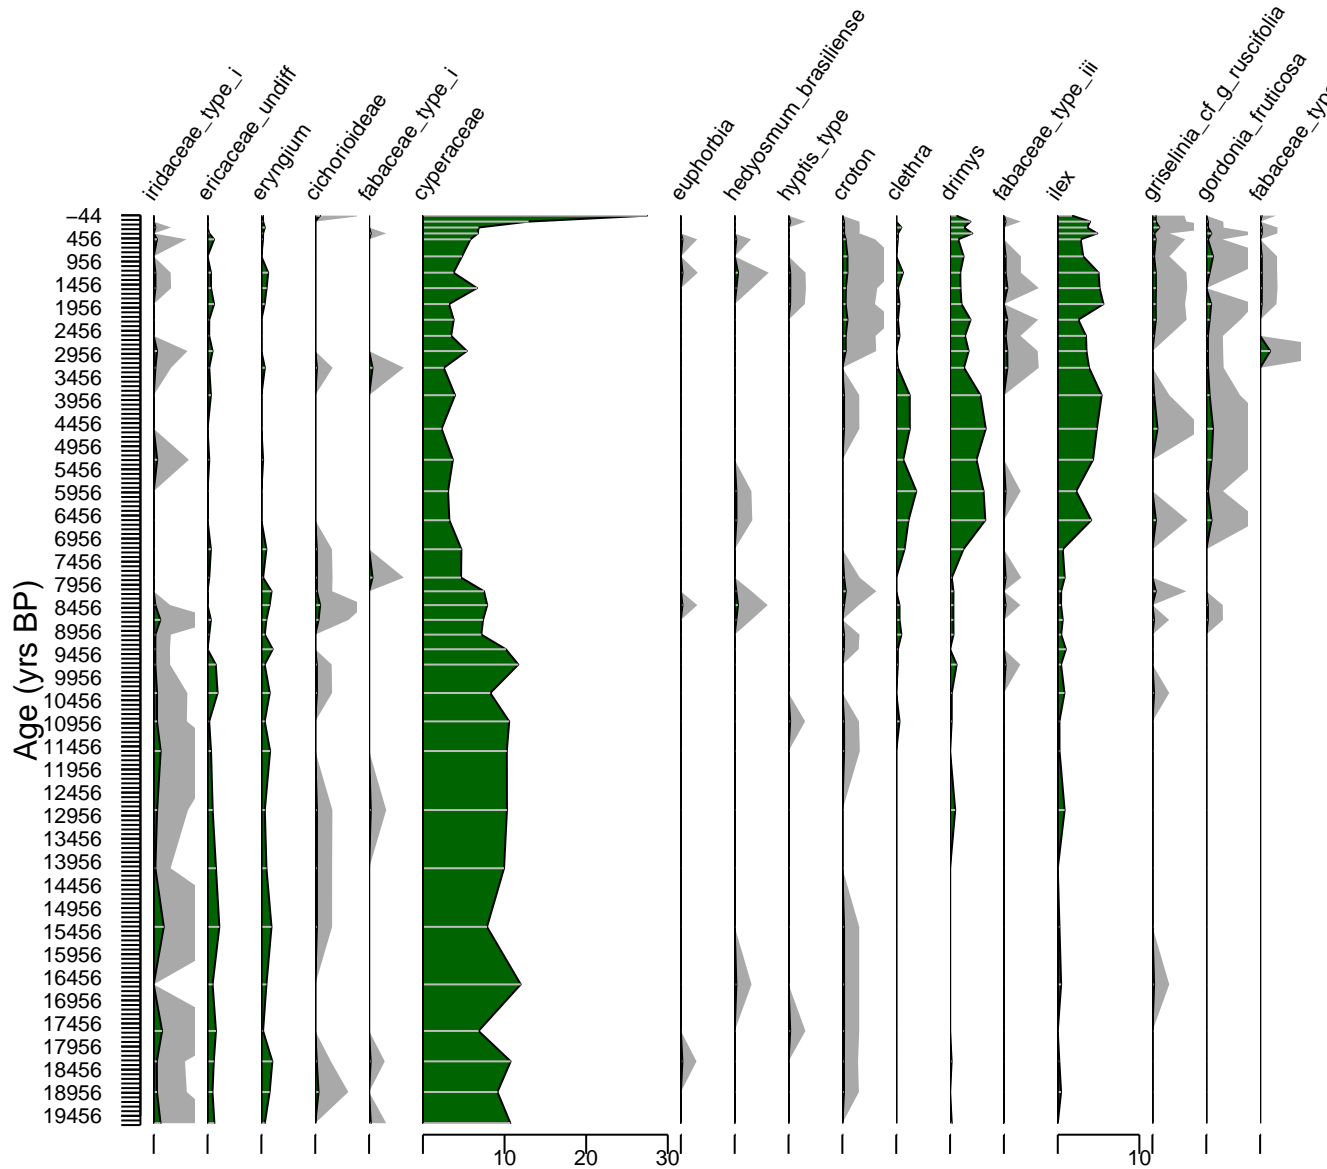 iridaceae_type_i
ericaceae_undiff
eryngium
cichorioideae
fabaceae_type_i
cyperaceae
euphorbia
hedyosmum_brasiliense
hyptis_type
croton
clethra
drimys
fabaceae_type_iii
ilex
griselinia_cf_g_ruscifolia
gordonia_fruticosa
fabaceae_type
Age (yrs BP)
−44
456
956
1456
1956
2456
2956
3456
3956
4456
4956
5456
5956
6456
6956
7456
7956
8456
8956
9456
9956
10456
10956
11456
11956
12456
12956
13456
13956
14456
14956
15456
15956
16456
16956
17456
17956
18456
18956
19456
10 20 30 10